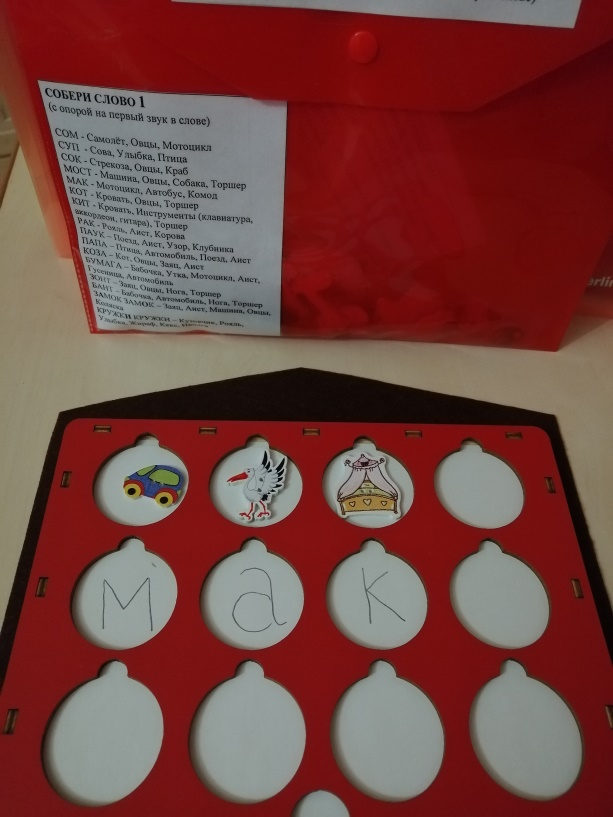 СОБЕРИ СЛОВО 1
(с опорой на первый звук в слове)
СОМ - Самолёт, Овцы, Мотоцикл
СУП - Сова, Улыбка, Птица
СОК - Стрекоза, Овцы, Краб
МОСТ - Машина, Овцы, Собака, Торшер
МАК - Мотоцикл, Автобус, Комод
КОТ - Кровать, Овцы, Торшер
КИТ - Кровать, Инструменты (клавиатура,
аккордеон, гитара), Торшер
РАК - Рояль, Аист, Корова
ПАУК - Поезд, Аист, Узор, Клубника
ПАПА - Птица, Автомобиль, Поезд, Аист
КОЗА - Кот, Овцы, Заяц, Аист
БУМАГА - Бабочка, Утка, Мотоцикл, Аист,
Гусеница, Автомобиль
ЗОНТ - Заяц, Овцы, Нога, Торшер
БАНТ - Бабочка, Автомобиль, Нога, Торшер
ЗАМОК ЗАМОК - Заяц, Аист, Машина, Овцы,
Коляска
КРУЖКИ КРУЖКИ - Рояль,
Улыбка, Жираф,
М а К